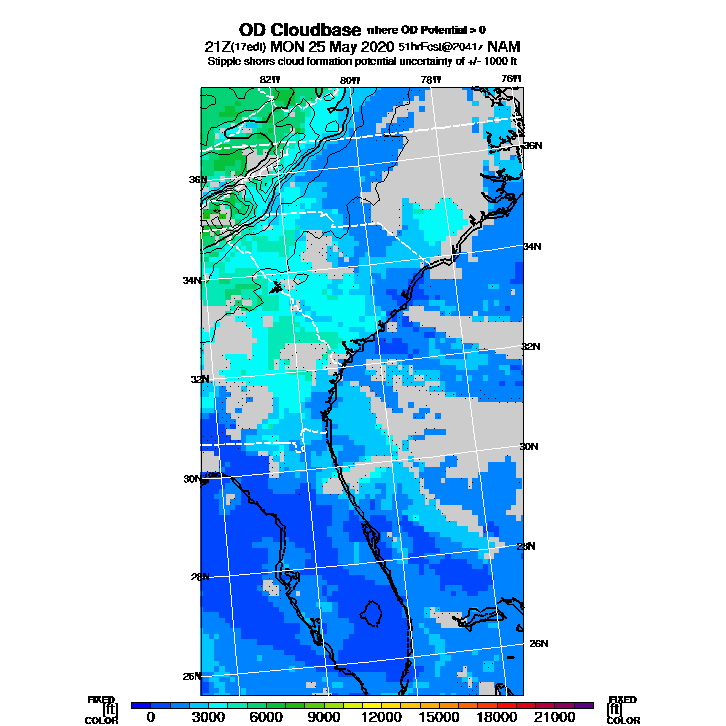 OD Cloudbase where OD Potential > 0
21Z(17edt) MON 25 May 2020 NAM
Stipple shows cloud formation potential uncertainty of +/- 1000 ft
82W 80W 78W 76W
36N
36N
34N
34N
32N
32N
30N
30N
28N
28N
26N
26N
FIXED FIXED
[ft] 0 3000 6000 9000 12000 15000 18000 21000 [ft]
COLOR COLOR